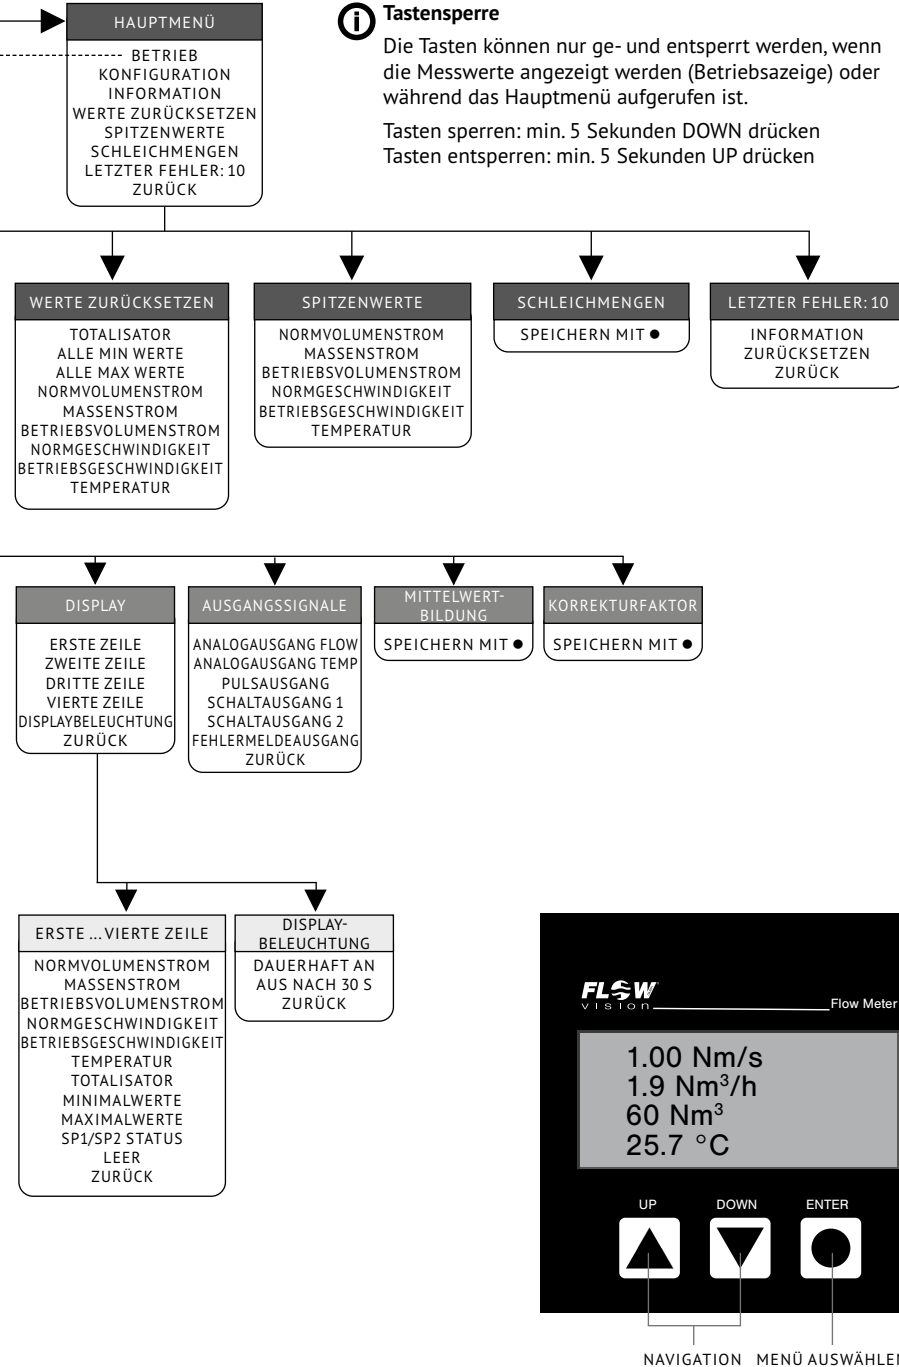 HAUPTMENÜ
BETRIEB
KONFIGURATION
INFORMATION
WERTE ZURÜCKSETZEN
SPITZENWERTE
SCHLEICHMENGEN
LETZTER FEHLER: 10
ZURÜCK
Tastensperre
Die Tasten können nur ge- und entsperrt werden, wenn
die Messwerte angezeigt werden (Betriebsazeige) oder
während das Hauptmenü aufgerufen ist.
Tasten sperren: min. 5 Sekunden DOWN drücken
Tasten entsperren: min. 5 Sekunden UP drücken
WERTE ZURÜCKSETZEN
TOTALISATOR
ALLE MIN WERTE
ALLE MAX WERTE
NORMVOLUMENSTROM
MASSENSTROM
BETRIEBSVOLUMENSTROM
NORMGESCHWINDIGKEIT
BETRIEBSGESCHWINDIGKEIT
TEMPERATUR
SPITZENWERTE
NORMVOLUMENSTROM
MASSENSTROM
BETRIEBSVOLUMENSTROM
NORMGESCHWINDIGKEIT
BETRIEBSGESCHWINDIGKEIT
TEMPERATUR
SCHLEICHMENGEN
SPEICHERN MIT ●
LETZTER FEHLER: 10
INFORMATION
ZURÜCKSETZEN
ZURÜCK
DISPLAY
ERSTE ZEILE
ZWEITE ZEILE
DRITTE ZEILE
VIERTE ZEILE
DISPLAYBELEUCHTUNG
ZURÜCK
AUSGANGSSIGNALE
ANALOGAUSGANG FLOW
ANALOGAUSGANG TEMP
PULSAUSGANG
SCHALTAUSGANG 1
SCHALTAUSGANG 2
FEHLERMELDEAUSGANG
ZURÜCK
MITTELWERT-
BILDUNG
SPEICHERN MIT ●
KORREKTURFAKTOR
SPEICHERN MIT ●
ERSTE ... VIERTE ZEILE
NORMVOLUMENSTROM
MASSENSTROM
BETRIEBSVOLUMENSTROM
NORMGESCHWINDIGKEIT
BETRIEBSGESCHWINDIGKEIT
TEMPERATUR
TOTALISATOR
MINIMALWERTE
MAXIMALWERTE
SP1/SP2 STATUS
LEER
ZURÜCK
DISPLAY-
BELEUCHTUNG
DAUERHAFT AN
AUS NACH 30 S
ZURÜCK
FLOW
vision
Flow Meter
1.00 Nm/s
1.9 Nm³/h
60 Nm³
25.7 °C
UP DOWN ENTER
NAVIGATION MENÜ AUSWÄHLEN